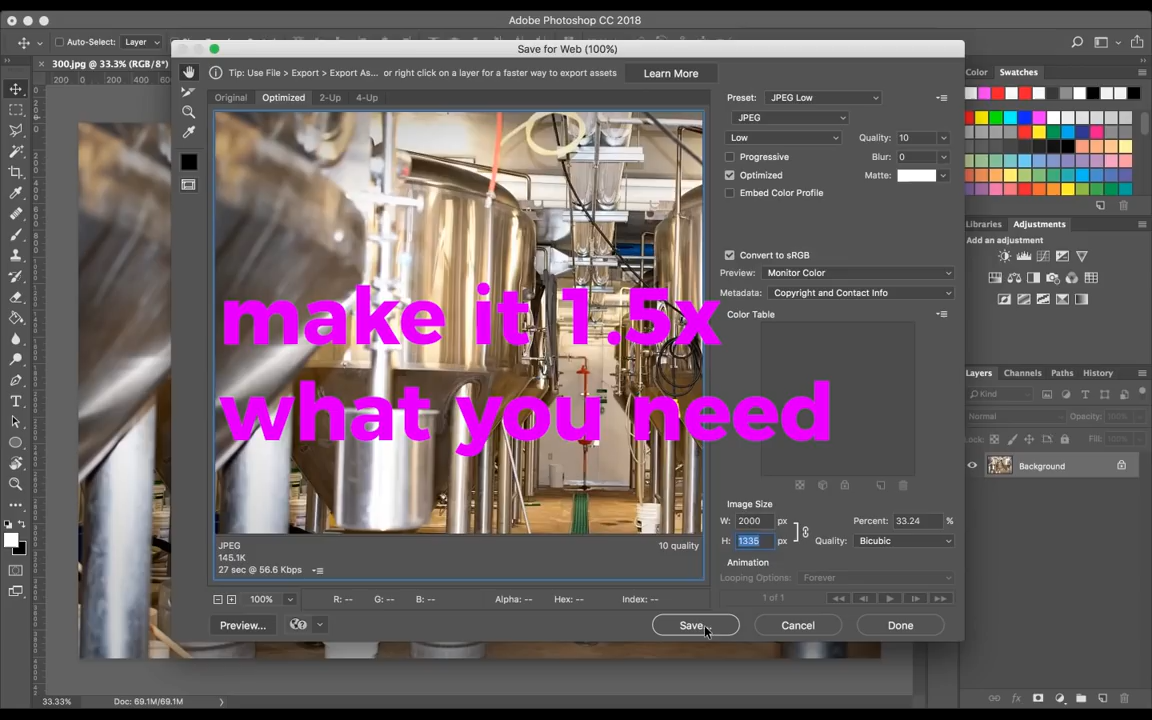 Adobe Photoshop CC 2018
Auto-Select: Layer
300.jpg @ 33.3% (RGB/8*)
Save for Web (100%)
Tip: Use File > Export > Export As... or right click on a layer for a faster way to export assets
Learn More
Original Optimized 2-Up 4-Up
Preset: JPEG Low
JPEG
Low Quality: 10
Progressive Blur: 0
Optimized Matte:
Embed Color Profile
Convert to sRGB
Preview: Monitor Color
Metadata: Copyright and Contact Info
Color Table
make it 1.5x
what you need
Image Size
W: 2000 px Percent: 33.24 %
H: 1335 px Quality: Bicubic
Animation
Looping Options: Forever
1 of 1
JPEG 10 quality
145.1K
27 sec @ 56.6 Kbps
100% R: -- G: -- B: -- Alpha: -- Hex: -- Index: --
Preview... Save... Cancel Done
Color Swatches
Libraries Adjustments
Add an adjustment
Layers Channels Paths History
Kind
Normal Opacity: 100%
Lock: Fill: 100%
Background
33.33% Doc: 69.1M/69.1M